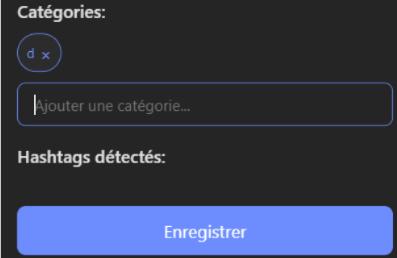 Catégories:
d ×
Ajouter une catégorie...
Hashtags détectés:
Enregistrer